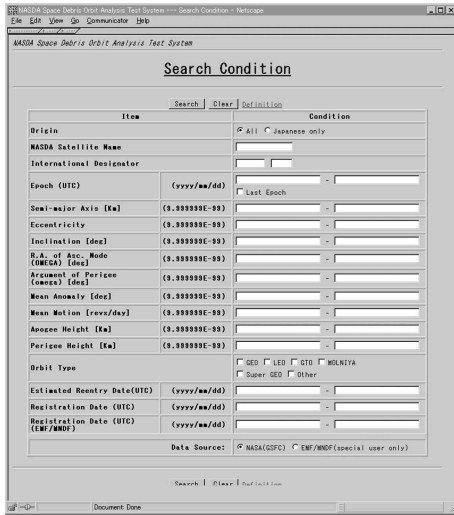 NASDA Space Debris Orbit Analysis Test System --- Search Condition - Netscape
File Edit View Go Communicator Help
NASDA Space Debris Orbit Analysis Test System
Search Condition
Search Clear Definition
Item Condition
Origin All Japanese only
NASDA Satellite Name
International Designator
Epoch (UTC) (yyyy/mm/dd) -
Last Epoch
Semi-major Axis [Km] (9.999999E-99) -
Eccentricity (9.999999E-99) -
Inclination [deg] (9.999999E-99) -
R.A. of Asc. Node
(OMEGA) [deg] (9.999999E-99) -
Argument of Perigee
(omega) [deg] (9.999999E-99) -
Mean Anomaly [deg] (9.999999E-99) -
Mean Motion [revs/day] (9.999999E-99) -
Apogee Height [Km] (9.999999E-99) -
Perigee Height [Km] (9.999999E-99) -
Orbit Type GEO LEO GTO MOLNIYA
Super GEO Other
Estimated Reentry Date(UTC) (yyyy/mm/dd) -
Registration Date (UTC) (yyyy/mm/dd) -
Registration Date (UTC)
(EMF/MNDF) (yyyy/mm/dd) -
Data Source: NASA(GSFC) EMF/MNDF(special user only)
Search Clear Definition
Document: Done